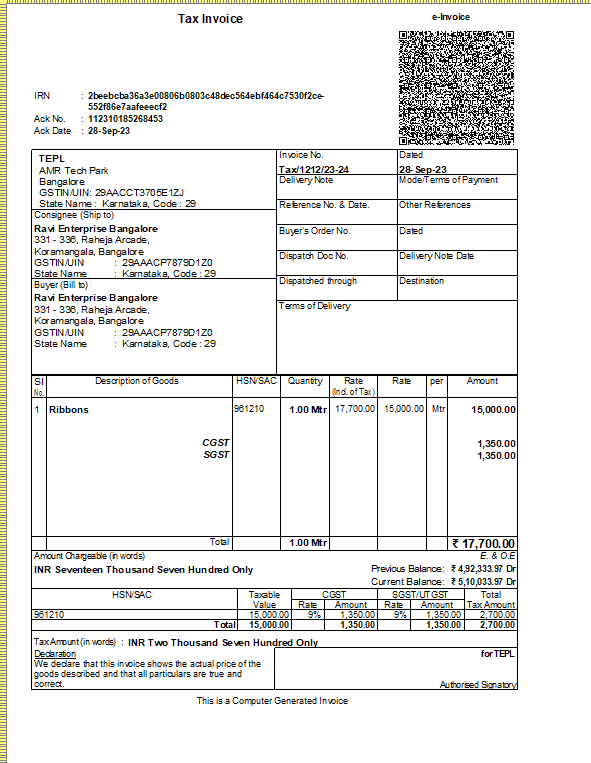 Tax Invoice
e-Invoice
IRN : 2beebcba36a3e00806b0803c48dec564ebf464c7530f2ce-
552f86e7aafeeecf2
Ack No. : 112310185268453
Ack Date : 28-Sep-23
TEPL
AMR Tech Park
Bangalore
GSTIN/UIN: 29AACCT3705E1ZJ
State Name : Karnataka, Code : 29
Invoice No. Dated
Tax/1212/23-24 28-Sep-23
Delivery Note Mode/Terms of Payment
Reference No. & Date. Other References
Consignee (Ship to)
Ravi Enterprise Bangalore
331 - 336, Raheja Arcade,
Koramangala, Bangalore
GSTIN/UIN : 29AAACP7879D1Z0
State Name : Karnataka, Code : 29
Buyer's Order No. Dated
Dispatch Doc No. Delivery Note Date
Dispatched through Destination
Buyer (Bill to)
Ravi Enterprise Bangalore
331 - 336, Raheja Arcade,
Koramangala, Bangalore
GSTIN/UIN : 29AAACP7879D1Z0
State Name : Karnataka, Code : 29
Terms of Delivery
Sl No. Description of Goods HSN/SAC Quantity Rate (Incl. of Tax) Rate per Amount
1 Ribbons 961210 1.00 Mtr 17,700.00 15,000.00 Mtr 15,000.00
CGST 1,350.00
SGST 1,350.00
Total 1.00 Mtr ₹ 17,700.00
Amount Chargeable (in words) E. & O.E
INR Seventeen Thousand Seven Hundred Only
Previous Balance: ₹ 4,92,333.97 Dr
Current Balance: ₹ 5,10,033.97 Dr
HSN/SAC Taxable Value CGST SGST/UTGST Total Tax Amount
Rate Amount Rate Amount
961210 15,000.00 9% 1,350.00 9% 1,350.00 2,700.00
Total 15,000.00 1,350.00 1,350.00 2,700.00
Tax Amount (in words) : INR Two Thousand Seven Hundred Only
Declaration
We declare that this invoice shows the actual price of the
goods described and that all particulars are true and
correct.
for TEPL
Authorised Signatory
This is a Computer Generated Invoice